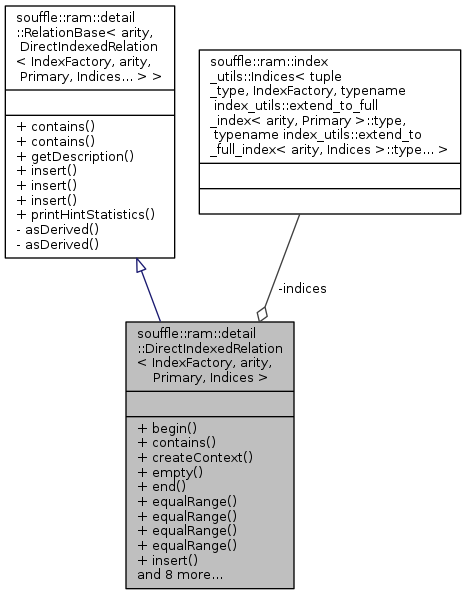 souffle::ram::detail
::RelationBase< arity,
DirectIndexedRelation
< IndexFactory, arity,
Primary, Indices... > >
+ contains()
+ contains()
+ getDescription()
+ insert()
+ insert()
+ insert()
+ printHintStatistics()
- asDerived()
- asDerived()
souffle::ram::index
_utils::Indices< tuple
_type, IndexFactory, typename
index_utils::extend_to_full
_index< arity, Primary >::type,
typename index_utils::extend_to
_full_index< arity, Indices >::type... >
-indices
souffle::ram::detail
::DirectIndexedRelation
< IndexFactory, arity,
Primary, Indices >
+ begin()
+ contains()
+ createContext()
+ empty()
+ end()
+ equalRange()
+ equalRange()
+ equalRange()
+ equalRange()
+ insert()
and 8 more...